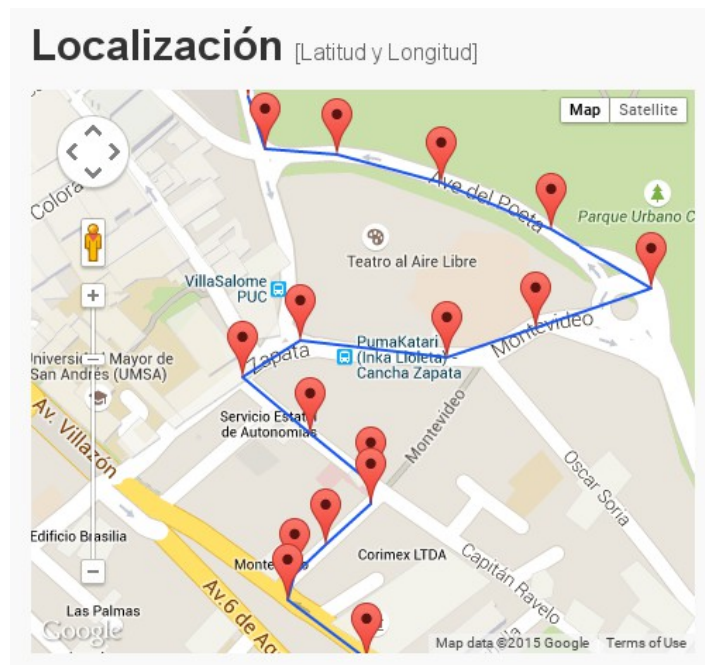 Localización [Latitud y Longitud]
Map Satellite
Ave del Poeta
Parque Urbano C
Teatro al Aire Libre
VillaSalome
PUC
Zapata
PumaKatari
(Inka Llojeta) -
Cancha Zapata
Montevideo
Mayor de
San Andrés (UMSA)
Servicio Estatal
de Autonomías
Montevideo
Av. Villazón
Oscar Soria
Edificio Brasilia
Corimex LTDA
Capitán Ravelo
Av.6 de Ag
Las Palmas
Google
Map data ©2015 Google Terms of Use